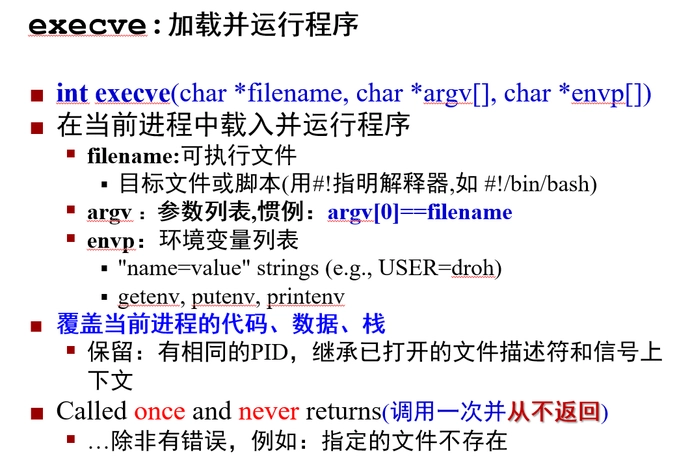 execve：加载并运行程序
int execve(char *filename, char *argv[], char *envp[])
在当前进程中载入并运行程序
filename:可执行文件
目标文件或脚本(用#!指明解释器,如 #!/bin/bash)
argv：参数列表,惯例：argv[0]==filename
envp：环境变量列表
"name=value" strings (e.g., USER=droh)
getenv, putenv, printenv
覆盖当前进程的代码、数据、栈
保留：有相同的PID，继承已打开的文件描述符和信号上
下文
Called once and never returns(调用一次并从不返回)
…除非有错误，例如：指定的文件不存在